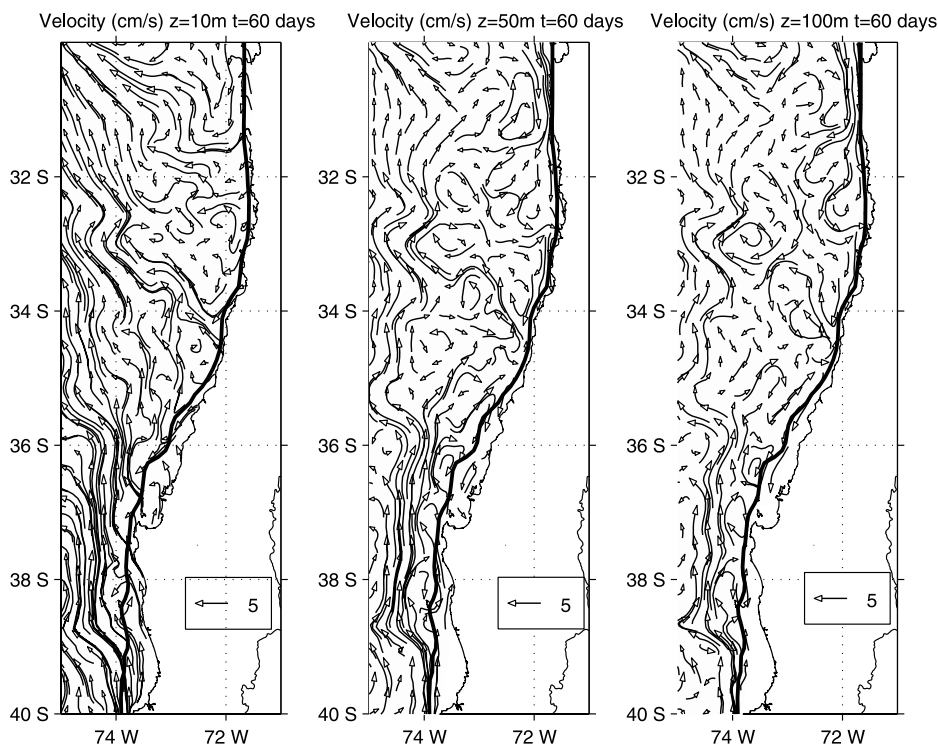 Velocity (cm/s) z=10m t=60 days
Velocity (cm/s) z=50m t=60 days
Velocity (cm/s) z=100m t=60 days
32 S
32 S
32 S
34 S
34 S
34 S
36 S
36 S
36 S
38 S
38 S
38 S
5
5
5
40 S
40 S
40 S
74 W
72 W
74 W
72 W
74 W
72 W